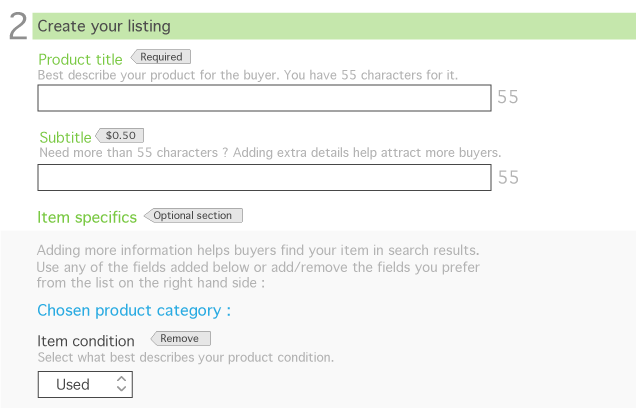 2 Create your listing
Product title Required
Best describe your product for the buyer. You have 55 characters for it.
55
Subtitle $0.50
Need more than 55 characters ? Adding extra details help attract more buyers.
55
Item specifics Optional section
Adding more information helps buyers find your item in search results.
Use any of the fields added below or add/remove the fields you prefer
from the list on the right hand side :
Chosen product category :
Item condition Remove
Select what best describes your product condition.
Used